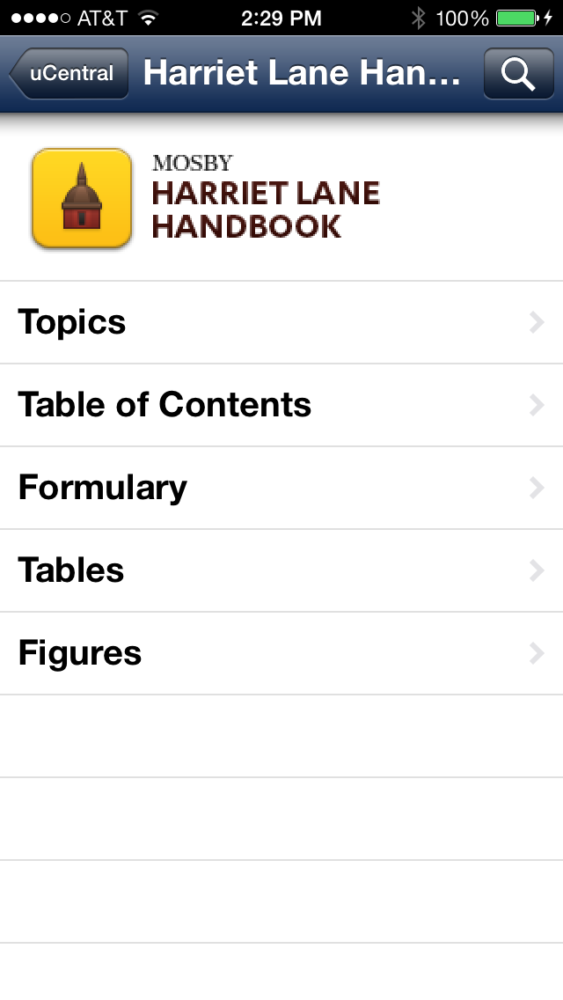 AT&T 2:29 PM 100%
uCentral Harriet Lane Han...
MOSBY
HARRIET LANE
HANDBOOK
Topics
Table of Contents
Formulary
Tables
Figures